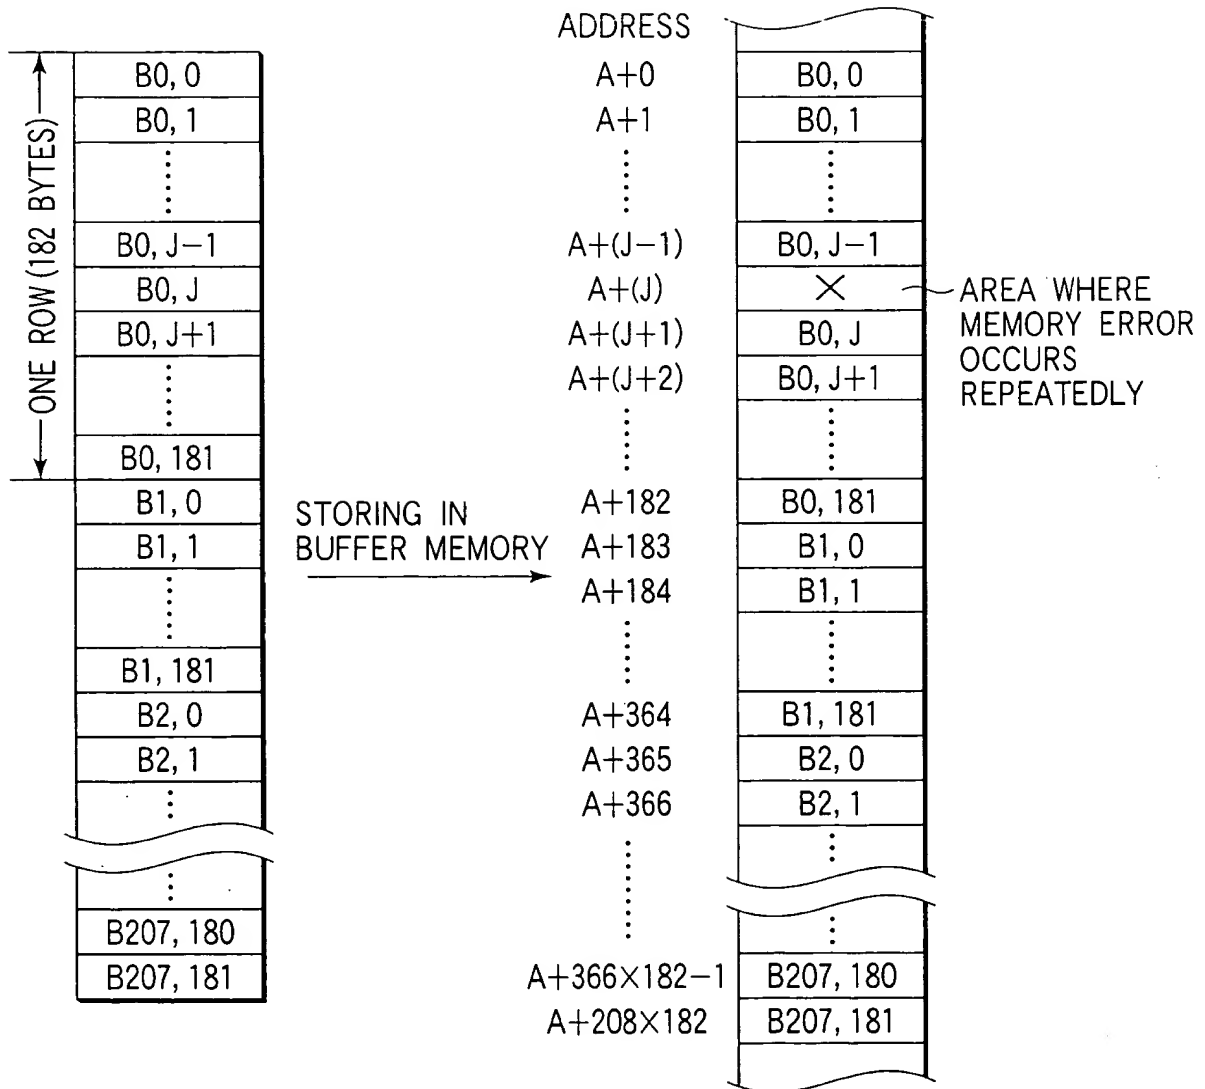 ONE ROW (182 BYTES)
B0, 0
B0, 1
B0, J−1
B0, J
B0, J+1
B0, 181
B1, 0
B1, 1
B1, 181
B2, 0
B2, 1
B207, 180
B207, 181
STORING IN
BUFFER MEMORY
ADDRESS
A+0
A+1
A+(J−1)
A+(J)
A+(J+1)
A+(J+2)
A+182
A+183
A+184
A+364
A+365
A+366
A+366×182−1
A+208×182
B0, 0
B0, 1
B0, J−1
×
B0, J
B0, J+1
B0, 181
B1, 0
B1, 1
B1, 181
B2, 0
B2, 1
B207, 180
B207, 181
AREA WHERE
MEMORY ERROR
OCCURS
REPEATEDLY